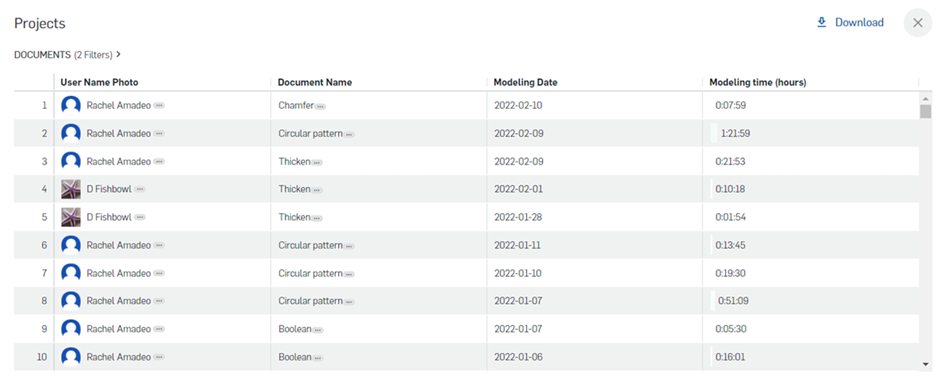 Projects
Download
DOCUMENTS (2 Filters)
User Name Photo Document Name Modeling Date Modeling time (hours)
1 Rachel Amadeo Chamfer 2022-02-10 0:07:59
2 Rachel Amadeo Circular pattern 2022-02-09 1:21:59
3 Rachel Amadeo Thicken 2022-02-09 0:21:53
4 D Fishbowl Thicken 2022-02-01 0:10:18
5 D Fishbowl Thicken 2022-01-28 0:01:54
6 Rachel Amadeo Circular pattern 2022-01-11 0:13:45
7 Rachel Amadeo Circular pattern 2022-01-10 0:19:30
8 Rachel Amadeo Circular pattern 2022-01-07 0:51:09
9 Rachel Amadeo Boolean 2022-01-07 0:05:30
10 Rachel Amadeo Boolean 2022-01-06 0:16:01